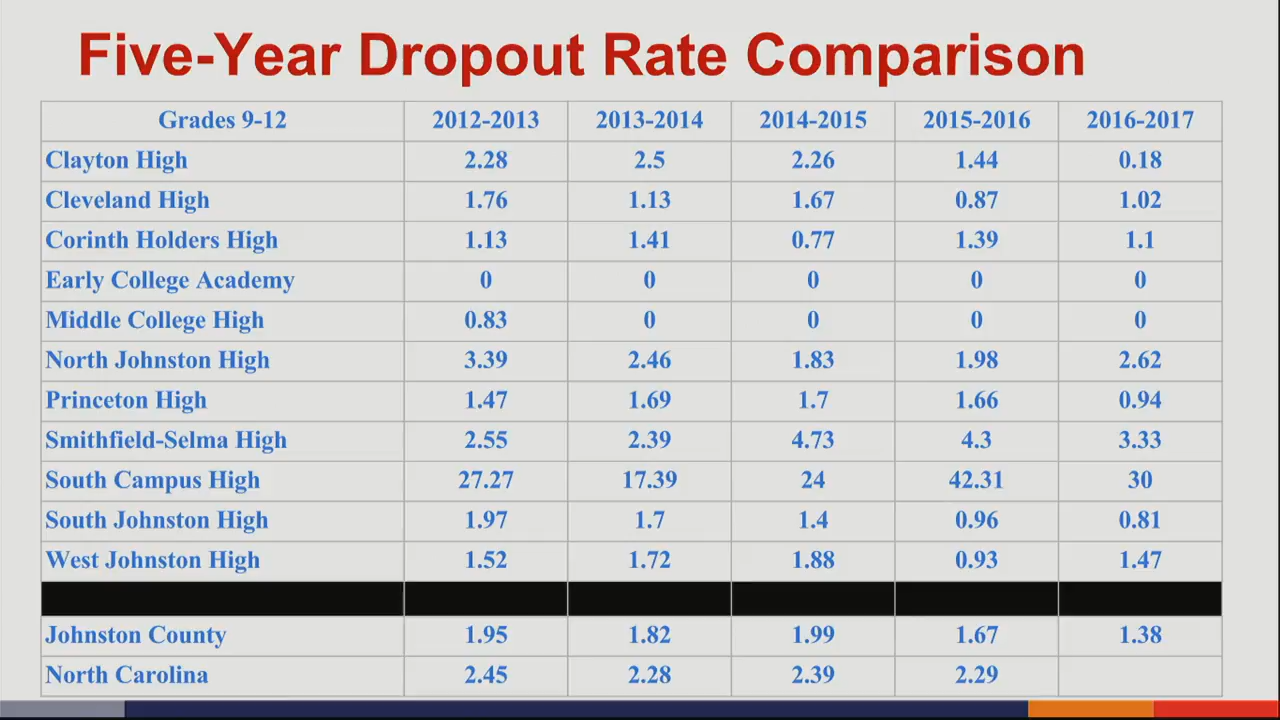 Five-Year Dropout Rate Comparison
Grades 9-12 2012-2013 2013-2014 2014-2015 2015-2016 2016-2017
Clayton High 2.28 2.5 2.26 1.44 0.18
Cleveland High 1.76 1.13 1.67 0.87 1.02
Corinth Holders High 1.13 1.41 0.77 1.39 1.1
Early College Academy 0 0 0 0 0
Middle College High 0.83 0 0 0 0
North Johnston High 3.39 2.46 1.83 1.98 2.62
Princeton High 1.47 1.69 1.7 1.66 0.94
Smithfield-Selma High 2.55 2.39 4.73 4.3 3.33
South Campus High 27.27 17.39 24 42.31 30
South Johnston High 1.97 1.7 1.4 0.96 0.81
West Johnston High 1.52 1.72 1.88 0.93 1.47
Johnston County 1.95 1.82 1.99 1.67 1.38
North Carolina 2.45 2.28 2.39 2.29